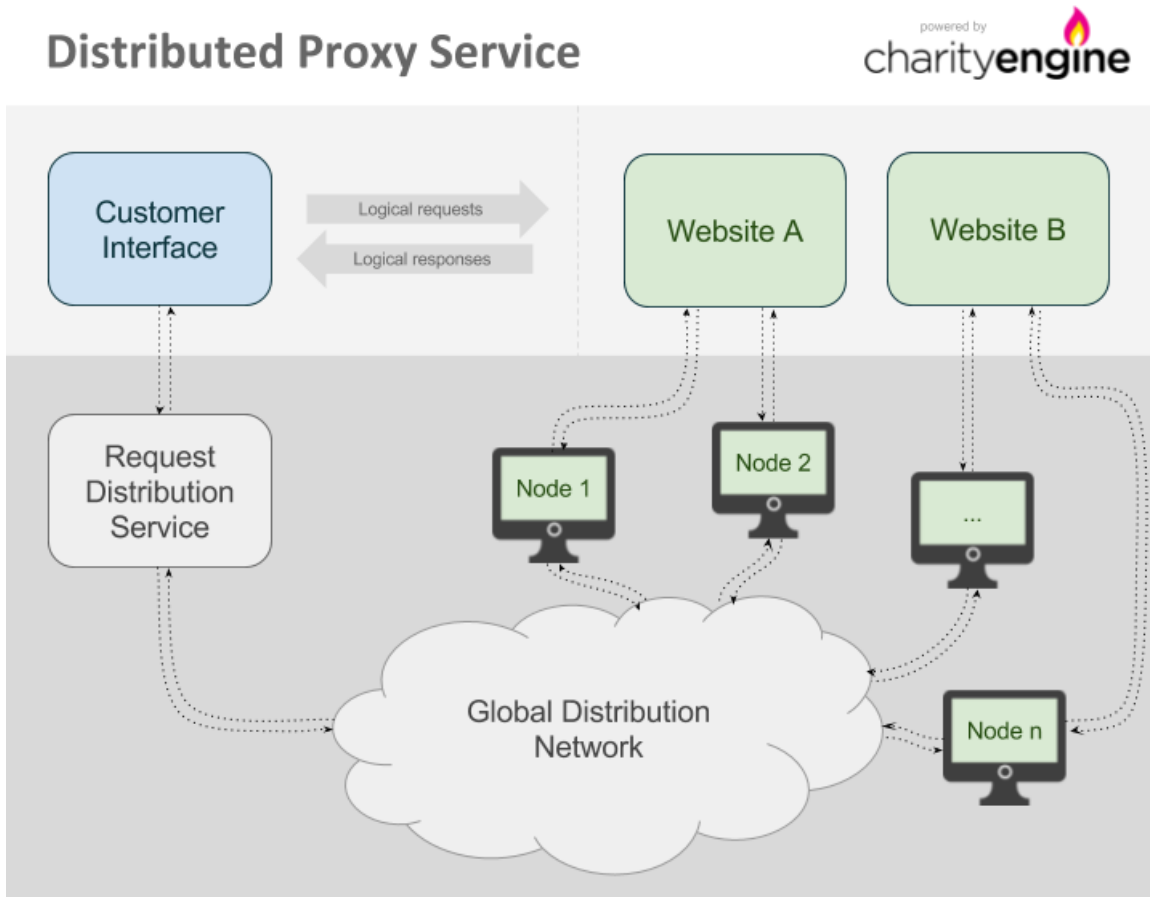 Distributed Proxy Service
powered by
charityengine
Customer
Interface
Logical requests
Logical responses
Website A
Website B
Request
Distribution
Service
Node 1
Node 2
...
Global Distribution
Network
Node n